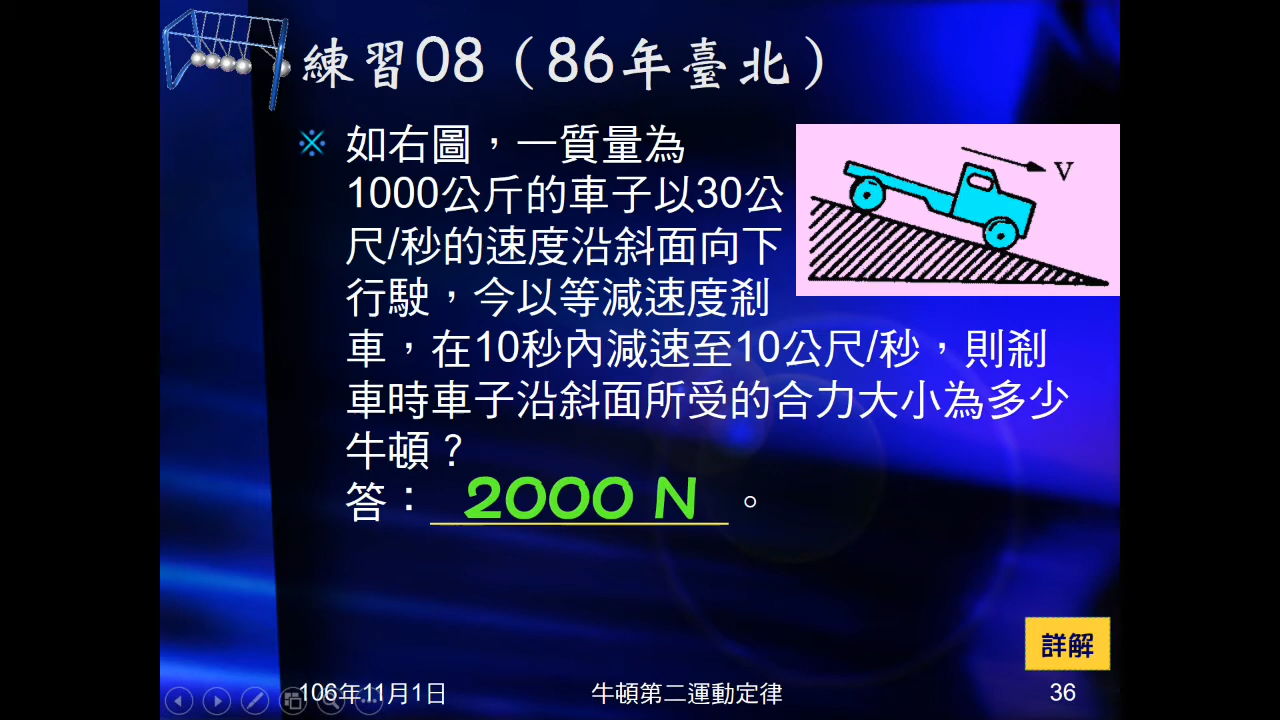 練習08（86年臺北）
※ 如右圖，一質量為
1000公斤的車子以30公
尺/秒的速度沿斜面向下
行駛，今以等減速度剎
車，在10秒內減速至10公尺/秒，則剎
車時車子沿斜面所受的合力大小為多少
牛頓？
答：2000 N。
V
詳解
106年11月1日
牛頓第二運動定律
36